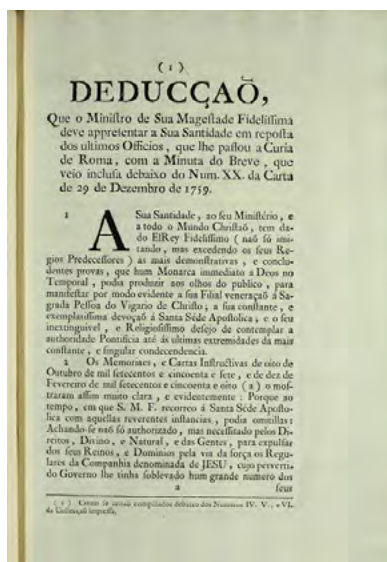 ( 1 )
DEDUCÇAÕ,
Que o Miniſtro de Sua Mageſtade Fideliſſima
deve appreſentar a Sua Santidade em repoſta
dos ultimos Officios, que lhe paſſou a Curia
de Roma, com a Minuta do Breve, que
veio incluſa debaixo do Num. XX. da Carta
de 29 de Dezembro de 1759.
1 A Sua Santidade, ao ſeu Miniſtério, e
a todo o Mundo Chriſtaõ, tem da-
do ElRey Fideliſſimo ( naõ ſó imi-
tando, mas excedendo os ſeus Re-
gios Predeceſſores ) as mais demonſtrativas, e conclu-
dentes provas, que hum Monarca immediato a Deos no
Temporal, podia produzir aos olhos do publico, para
manifeſtar por modo evidente a ſua Filial veneraçaõ á Sa-
grada Peſſoa do Vigario de Chriſto; a ſua conſtante, e
exemplariſſima devoçaõ á Santa Séde Apoſtolica; e o ſeu
inextinguivel, e Religioſiſſimo deſejo de contemplar a
authoridade Pontificia até ás ultimas extremidades da mais
conſtante, e ſingular condecendencia.
2 Os Memoriaes, e Cartas Inſtructivas de oito de
Outubro de mil ſetecentos e cincoenta e ſete, e de dez de
Fevereiro de mil ſetecentos e cincoenta e oito ( a ) o moſ-
traram aſſim muito clara, e evidentemente: Porque ao
tempo, em que S. M. F. recorreo á Santa Séde Apoſto-
lica com aquellas reverentes inſtancias, podia omittilas:
Achando-ſe naõ ſó authorizado, mas neceſſitado pelos Di-
reitos, Divino, e Natural, e das Gentes, para expulſar
dos ſeus Reinos, e Dominios pela via da força os Regu-
lares da Companhia denominada de JESU, cujo perverti-
do Governo lhe tinha ſoblevado hum grande numero dos
a ſeus
compilados debaixo dos Numeros IV. V., e VI.
da Collecçaõ impreſſa.